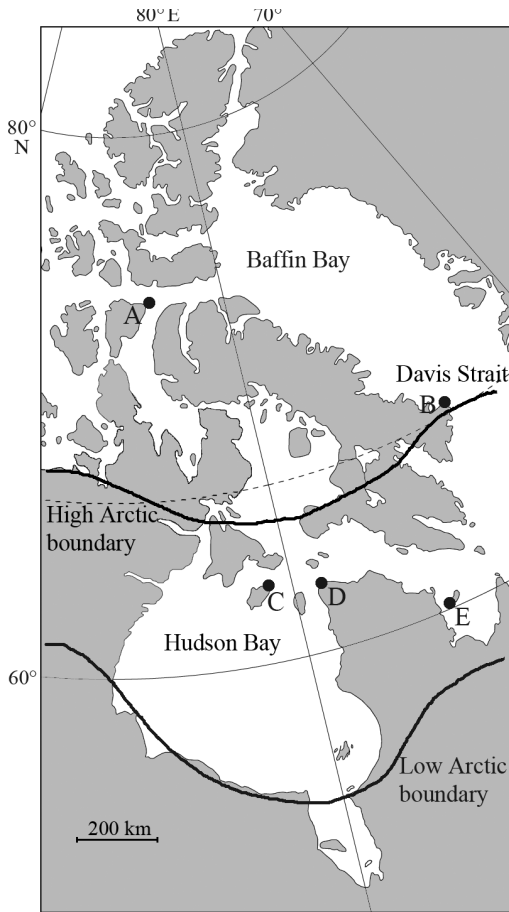 80° E 70°
80°
N
Baffin Bay
A
Davis Strait
B
High Arctic
boundary
C
D
E
Hudson Bay
60°
Low Arctic
boundary
200 km